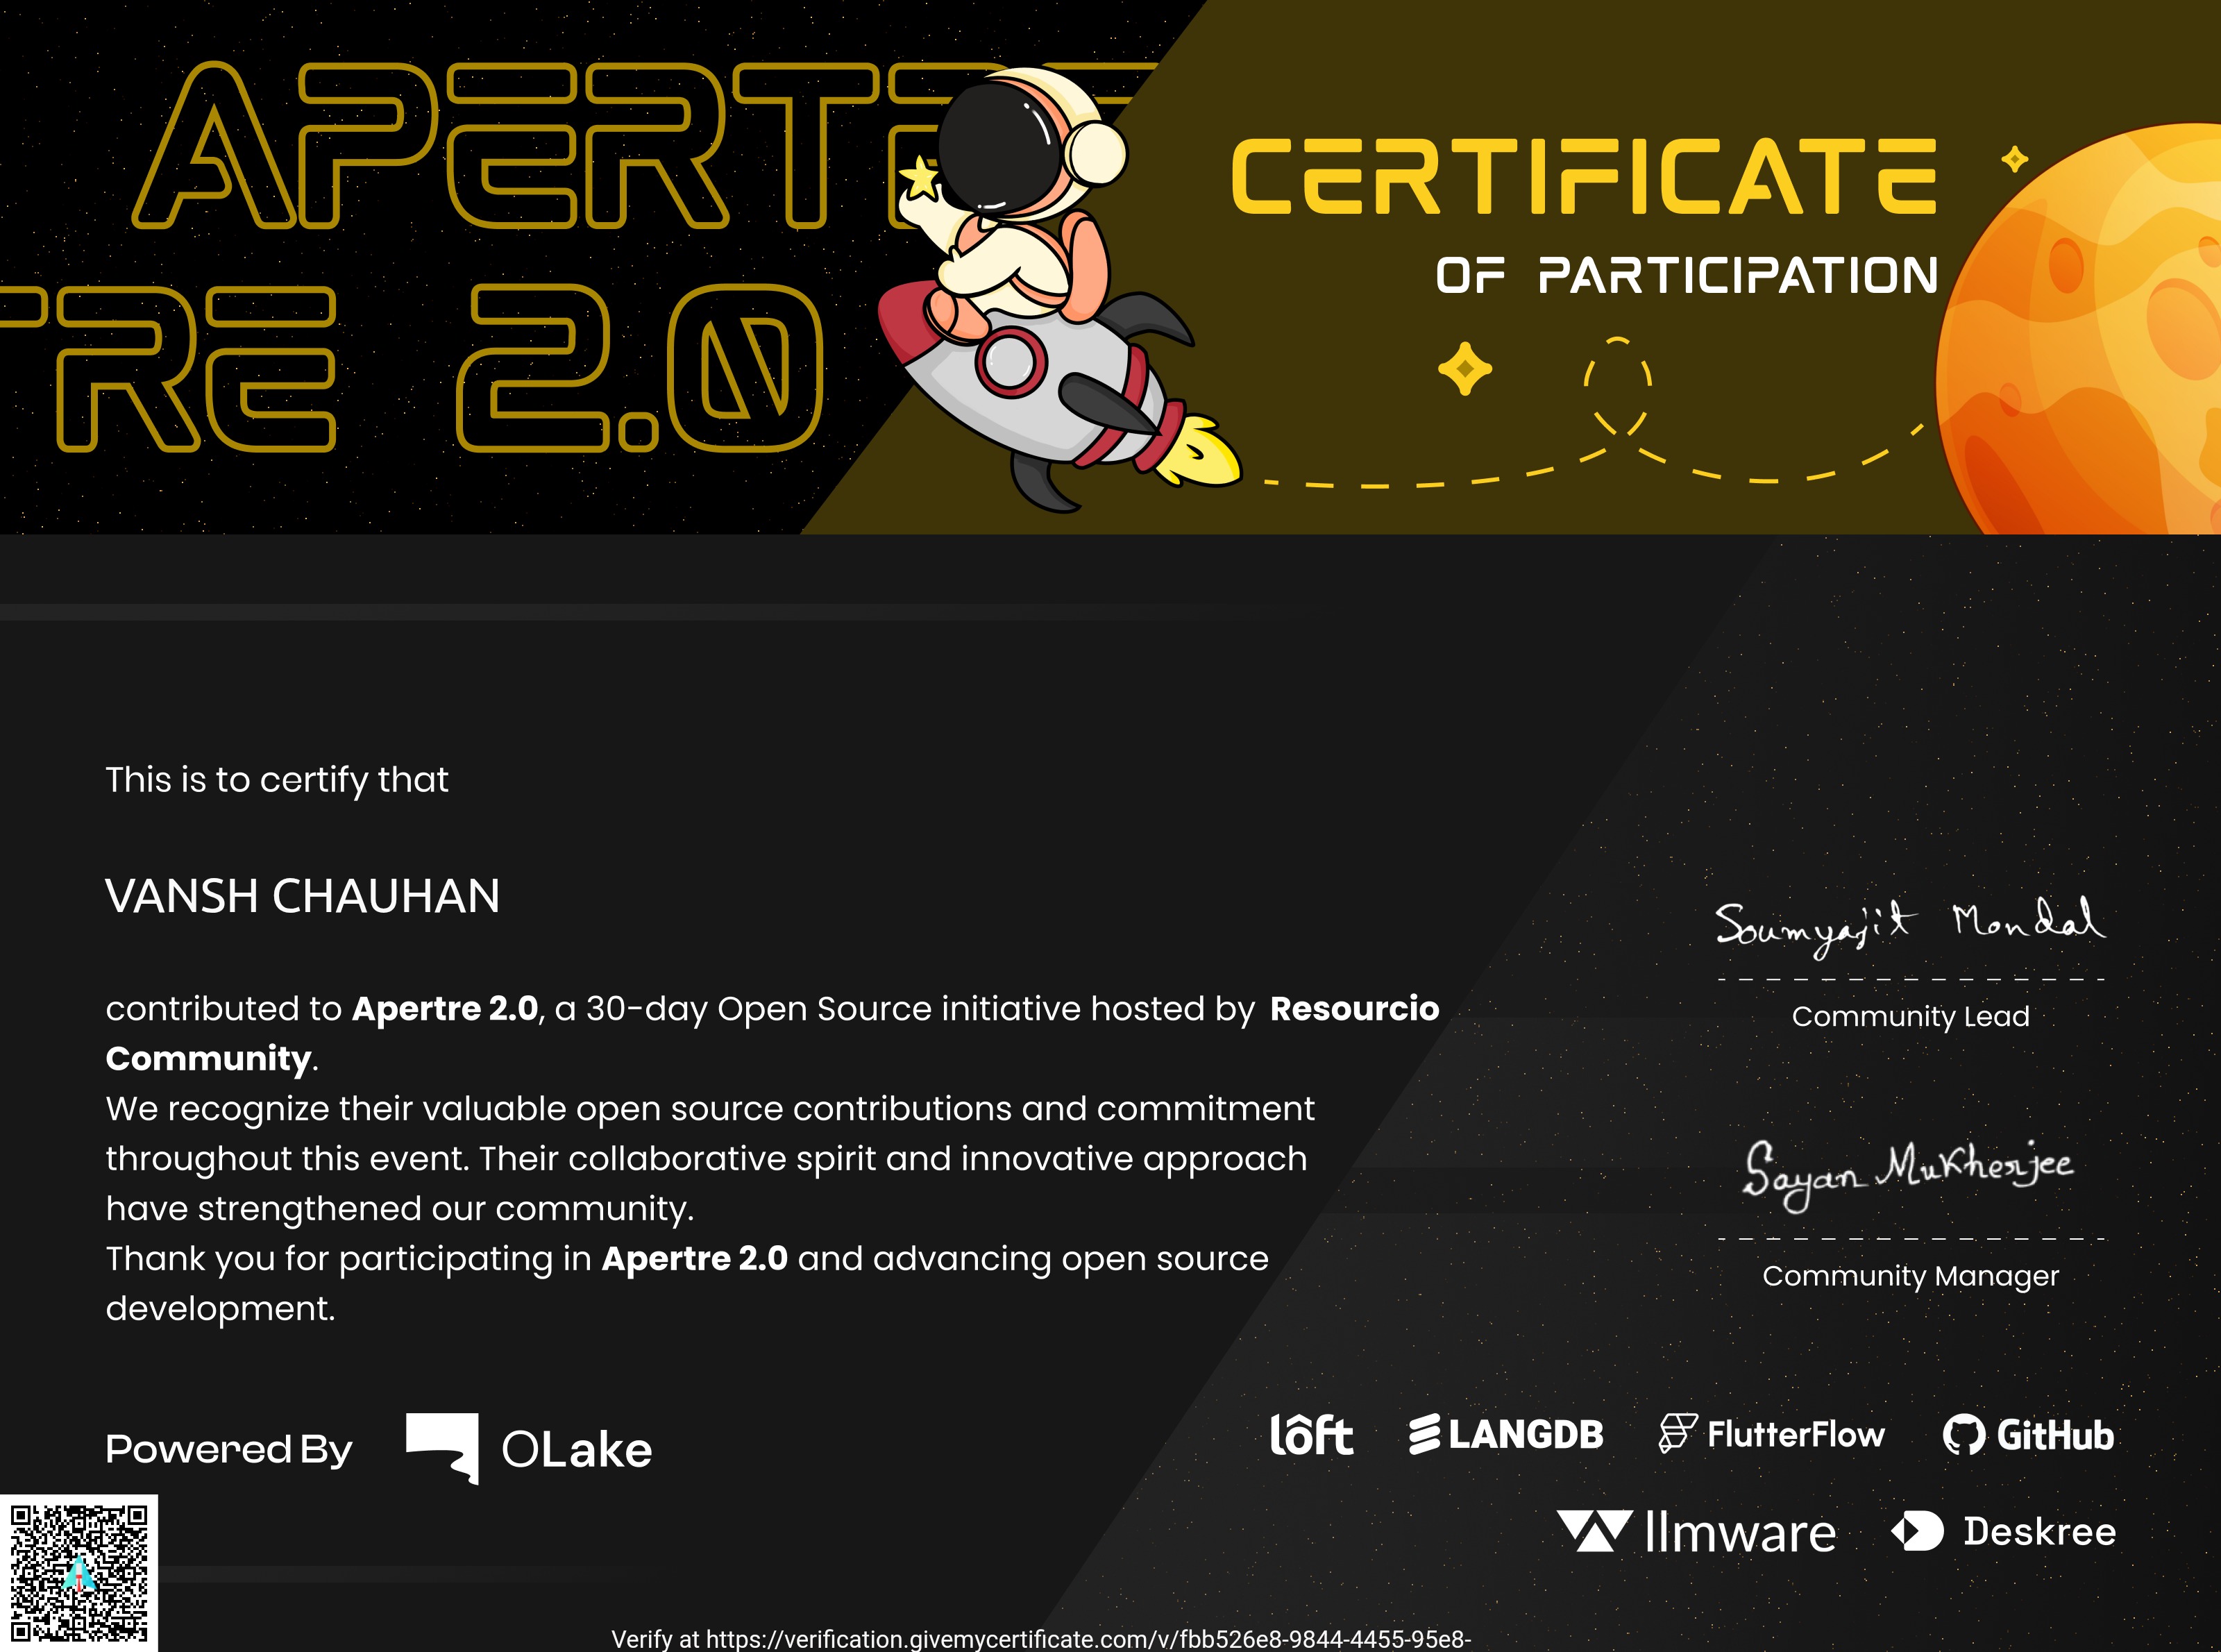 APERTRE
TRE 2.0
CERTIFICATE
OF PARTICIPATION
This is to certify that
VANSH CHAUHAN
contributed to Apertre 2.0, a 30-day Open Source initiative hosted by Resourcio
Community.
We recognize their valuable open source contributions and commitment
throughout this event. Their collaborative spirit and innovative approach
have strengthened our community.
Thank you for participating in Apertre 2.0 and advancing open source
development.
Soumyajit Mondal
Community Lead
Sayan Mukherjee
Community Manager
Powered By OLake
lôft LANGDB FlutterFlow GitHub
llmware Deskree
Verify at https://verification.givemycertificate.com/v/fbb526e8-9844-4455-95e8-